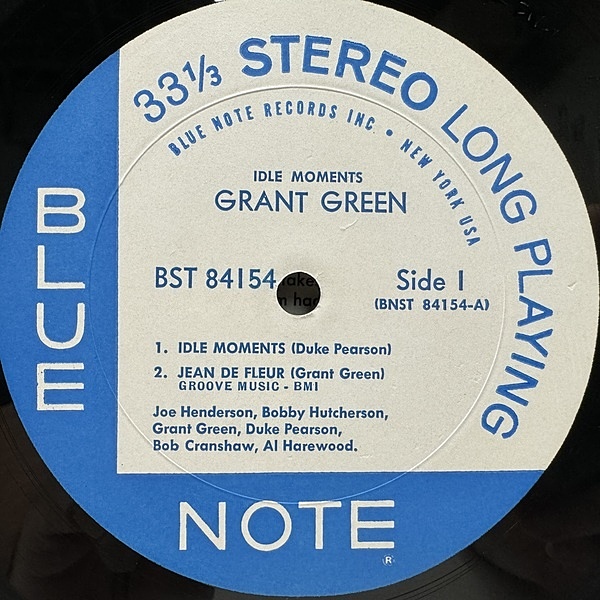 33⅓ STEREO LONG PLAYING
BLUE NOTE RECORDS INC • NEW YORK USA
IDLE MOMENTS
GRANT GREEN
BST 84154
Side 1
(BNST 84154-A)
1. IDLE MOMENTS (Duke Pearson)
2. JEAN DE FLEUR (Grant Green)
GROOVE MUSIC - BMI
Joe Henderson, Bobby Hutcherson,
Grant Green, Duke Pearson,
Bob Cranshaw, Al Harewood.
BLUE
NOTE
®